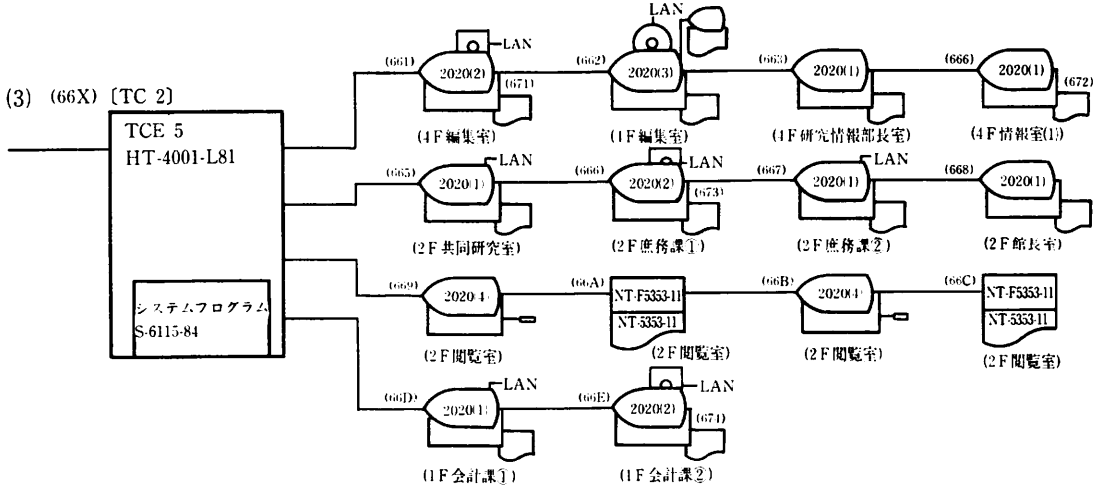 (3) (66X) [TC 2]
TCE 5
HT-4001-L81
システムプログラム
S-6115-84
LAN
(661) 2020(2) (671)
(4F編集室)
LAN
(662) 2020(3)
(4F編集室)
(663) 2020(1)
(4F研究情報部長室)
(666) 2020(1) (672)
(4F情報室(1))
LAN
(665) 2020(1)
(2F共同研究室)
LAN
(666) 2020(2) (673)
(2F庶務課①)
LAN
(667) 2020(1)
(2F庶務課②)
(668) 2020(1)
(2F館長室)
(669) 2020(4)
(2F閲覧室)
(66A) NT-F5353-11
NT-5353-11
(2F閲覧室)
(66B) 2020(4)
(2F閲覧室)
(66C) NT-F5353-11
NT-5353-11
(2F閲覧室)
LAN
(66D) 2020(1)
(1F会計課①)
LAN
(66E) 2020(2) (674)
(1F会計課②)